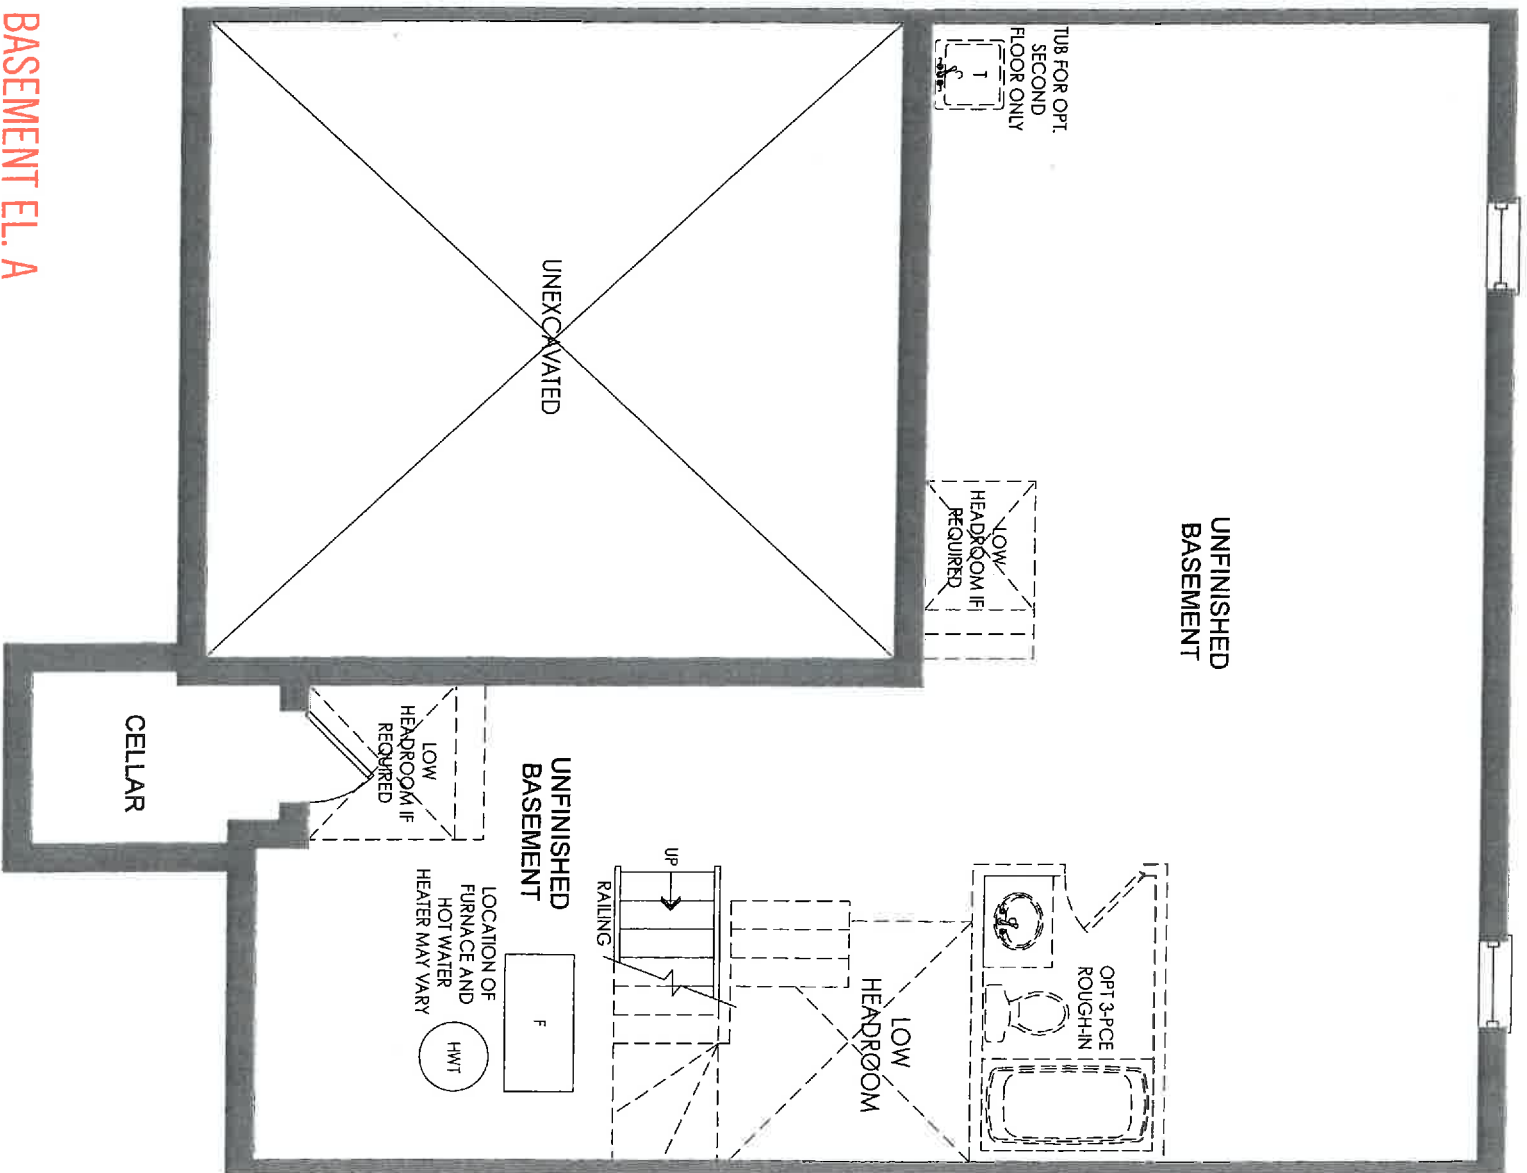 BASEMENT EL. A
TUB FOR OPT.
SECOND
FLOOR ONLY
T
UNEXCAVATED
LOW
HEADROOM IF
REQUIRED
UNFINISHED
BASEMENT
CELLAR
LOW
HEADROOM IF
REQUIRED
UNFINISHED
BASEMENT
UP
RAILING
LOCATION OF
FURNACE AND
HOT WATER
HEATER MAY VARY
F
HWT
LOW
HEADROOM
OPT 3-PCE
ROUGH-IN